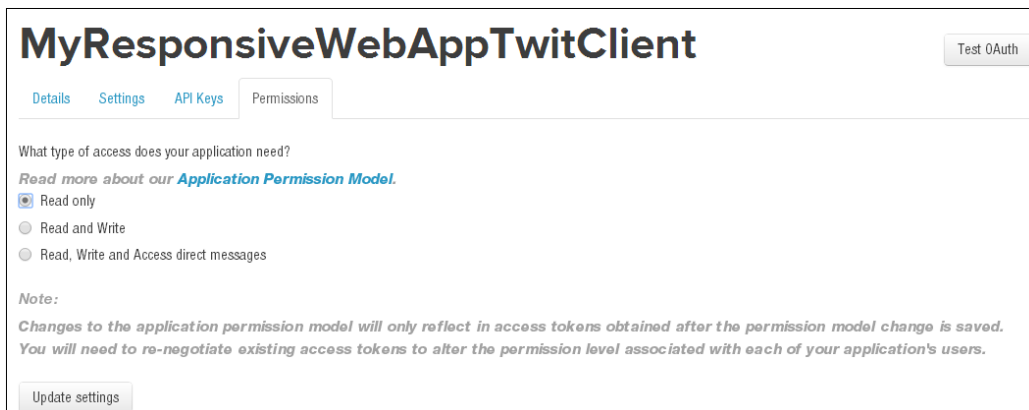 MyResponsiveWebAppTwitClient
Test OAuth
Details Settings API Keys Permissions
What type of access does your application need?
Read more about our Application Permission Model.
Read only
Read and Write
Read, Write and Access direct messages
Note:
Changes to the application permission model will only reflect in access tokens obtained after the permission model change is saved.
You will need to re-negotiate existing access tokens to alter the permission level associated with each of your application's users.
Update settings